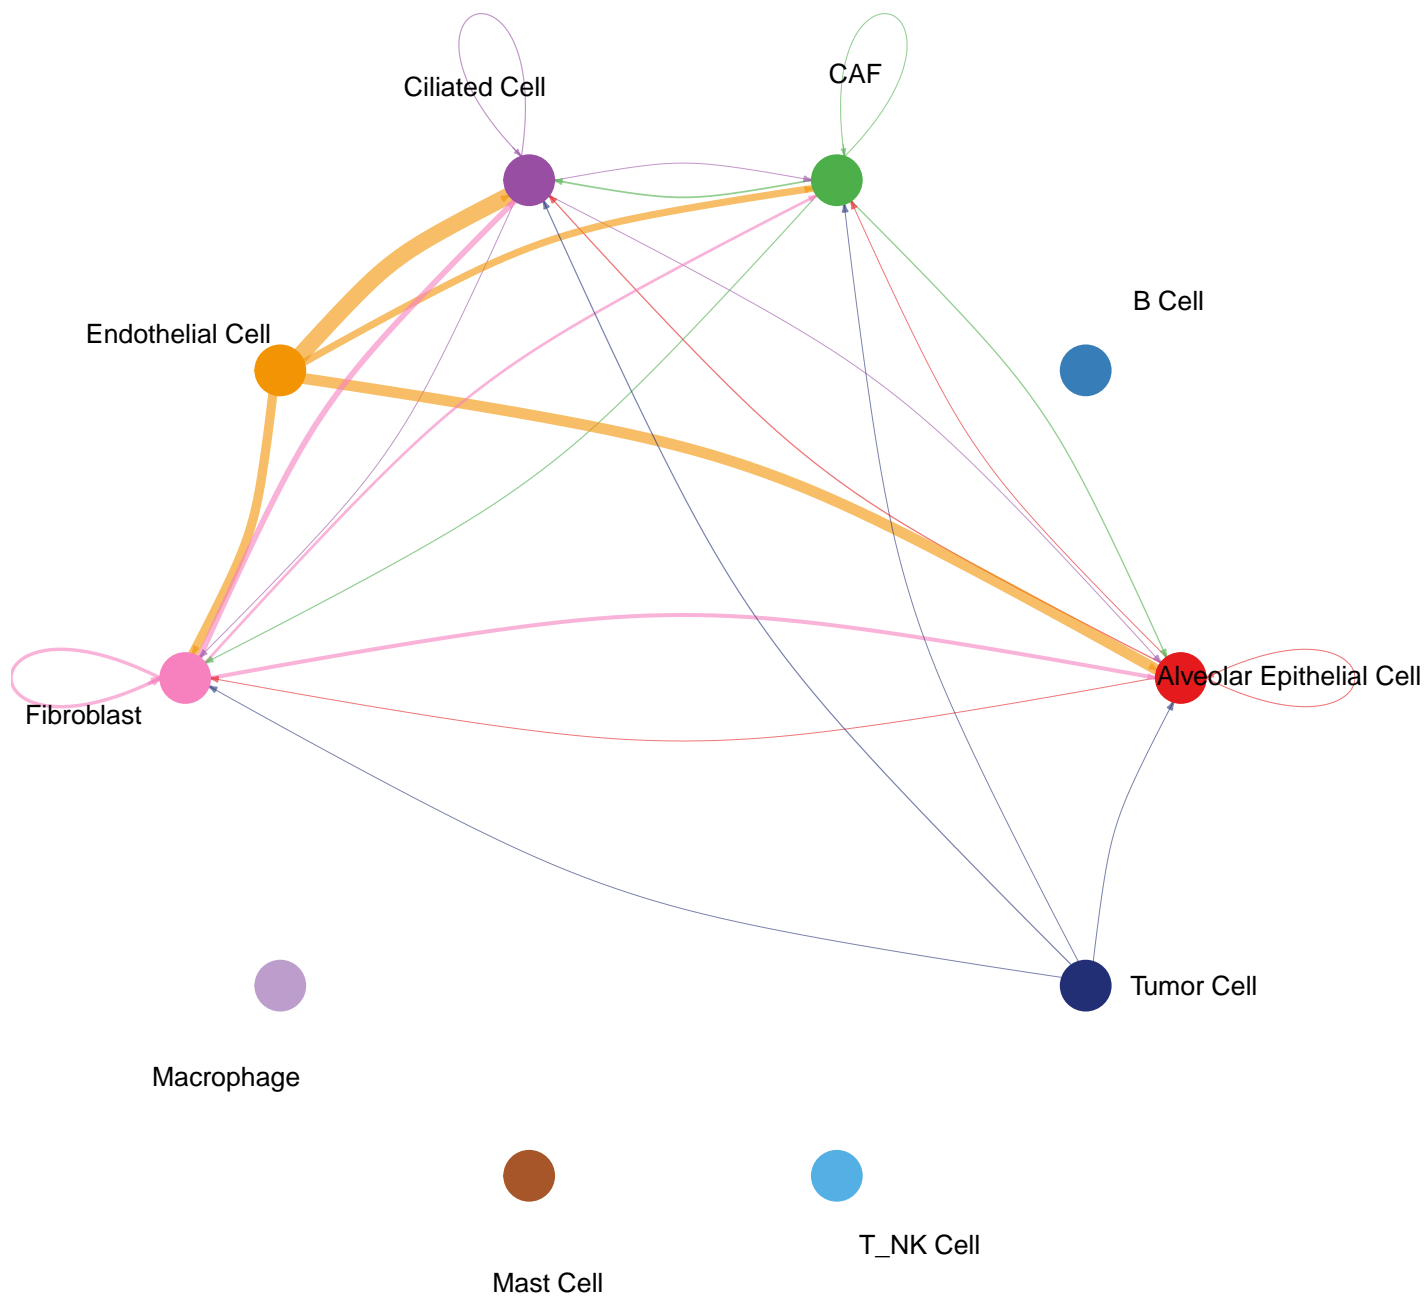 CAF
Ciliated Cell
B Cell
Endothelial Cell
Alveolar Epithelial Cell
Fibroblast
Tumor Cell
Macrophage
T_NK Cell
Mast Cell